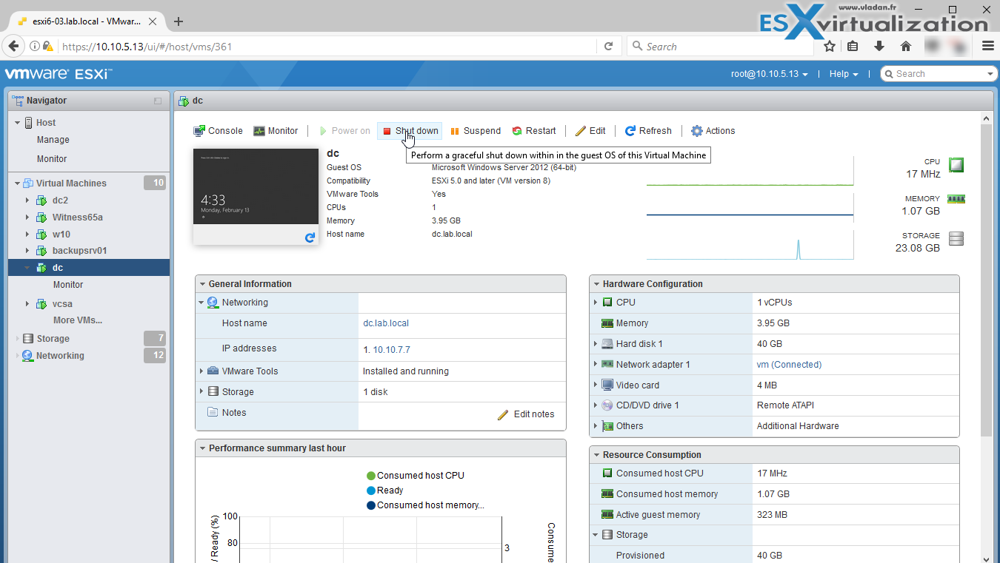 www.vladan.fr
ESXvirtualization
esxi6-03.lab.local - VMwar...
https://10.10.5.13/ui/#/host/vms/361
Search
vmware ESXi™
root@10.10.5.13
Help
Search
Navigator
Host
Manage
Monitor
Virtual Machines 10
dc2
Witness65a
w10
backupsrv01
dc
Monitor
vcsa
More VMs...
Storage 7
Networking 12
dc
Console Monitor Power on Shut down Suspend Restart Edit Refresh Actions
Perform a graceful shut down within in the guest OS of this Virtual Machine
4:33
Monday, February 13
dc
Guest OS Microsoft Windows Server 2012 (64-bit)
Compatibility ESXi 5.0 and later (VM version 8)
VMware Tools Yes
CPUs 1
Memory 3.95 GB
Host name dc.lab.local
CPU
17 MHz
MEMORY
1.07 GB
STORAGE
23.08 GB
General Information
Networking
Host name dc.lab.local
IP addresses 1. 10.10.7.7
VMware Tools Installed and running
Storage 1 disk
Notes Edit notes
Performance summary last hour
Consumed host CPU
Ready
Consumed host memory...
100
80
/ Ready (%)
3
Consume
Hardware Configuration
CPU 1 vCPUs
Memory 3.95 GB
Hard disk 1 40 GB
Network adapter 1 vm (Connected)
Video card 4 MB
CD/DVD drive 1 Remote ATAPI
Others Additional Hardware
Resource Consumption
Consumed host CPU 17 MHz
Consumed host memory 1.07 GB
Active guest memory 323 MB
Storage
Provisioned 40 GB